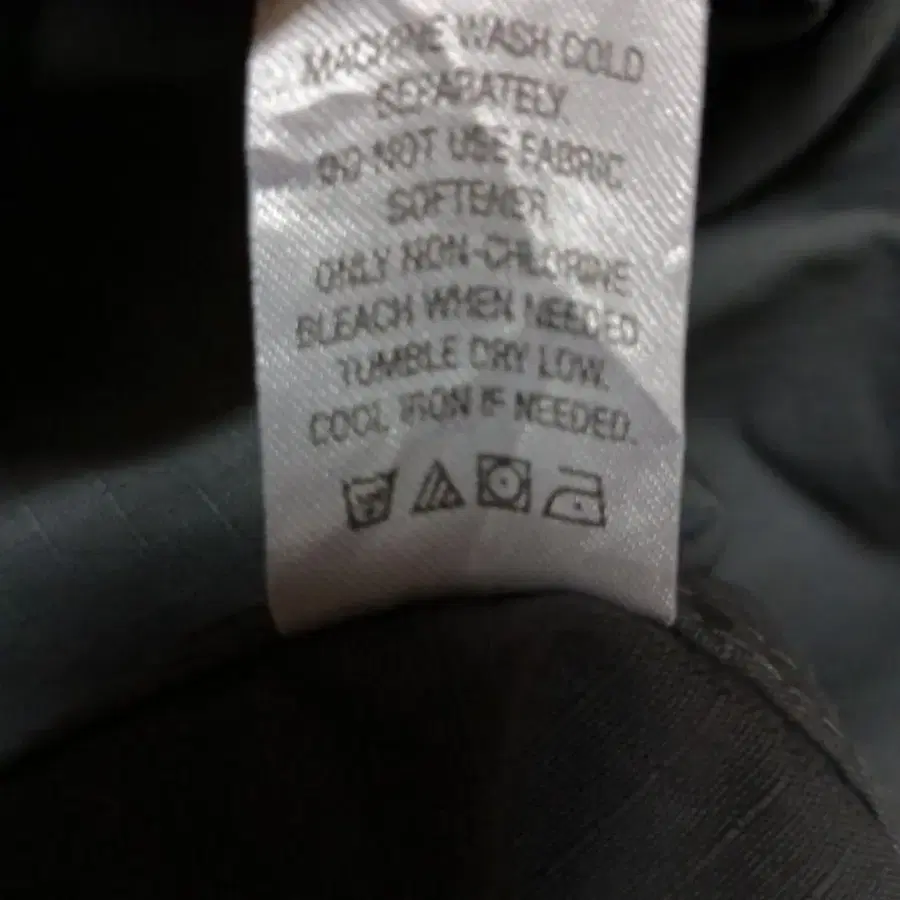 MACHINE WASH COLD
SEPARATELY.
DO NOT USE FABRIC
SOFTENER.
ONLY NON-CHLORINE
BLEACH WHEN NEEDED
TUMBLE DRY LOW.
COOL IRON IF NEEDED.